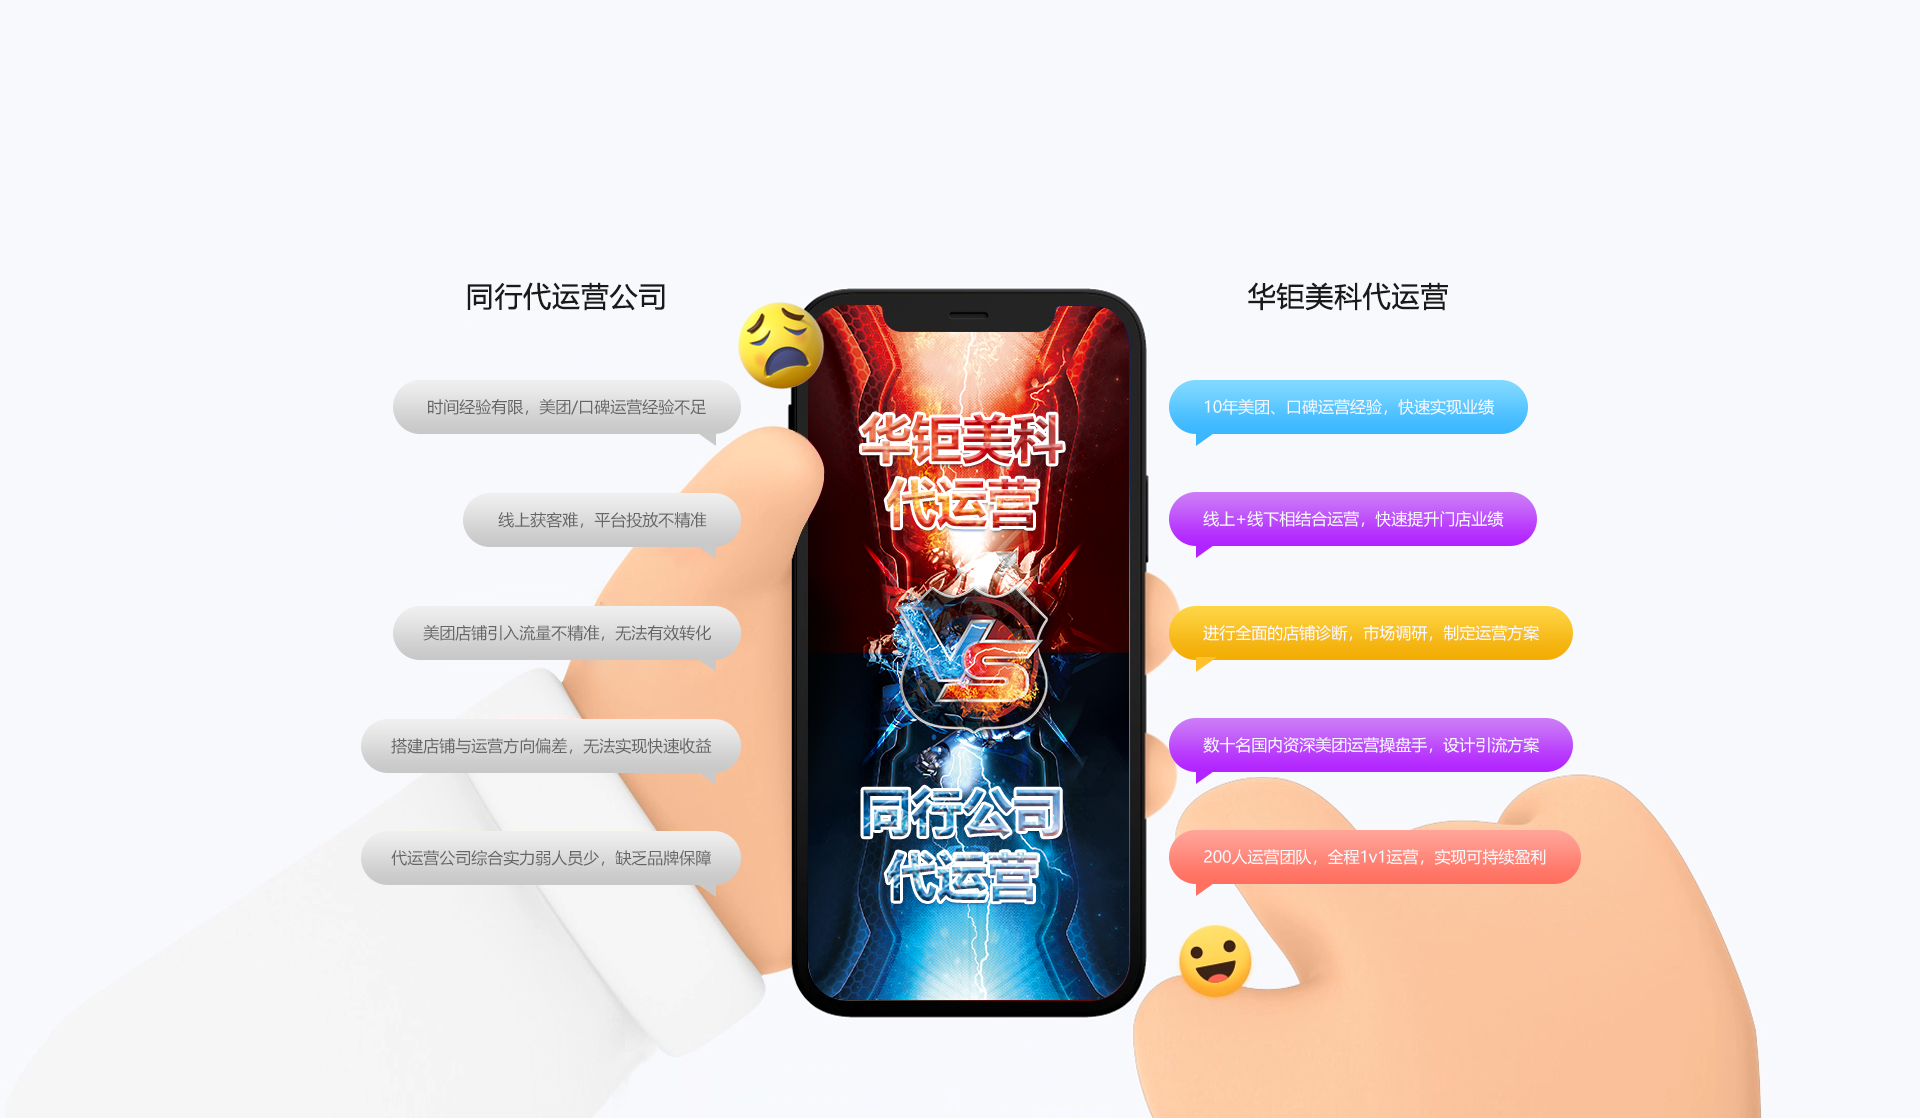 同行代运营公司
时间经验有限，美团/口碑运营经验不足
线上获客难，平台投放不精准
美团店铺引入流量不精准，无法有效转化
搭建店铺与运营方向偏差，无法实现快速收益
代运营公司综合实力弱人员少，缺乏品牌保障
华钜美科
代运营
VS
同行公司
代运营
华钜美科代运营
10年美团、口碑运营经验，快速实现业绩
线上+线下相结合运营，快速提升门店业绩
进行全面的店铺诊断，市场调研，制定运营方案
数十名国内资深美团运营操盘手，设计引流方案
200人运营团队，全程1v1运营，实现可持续盈利